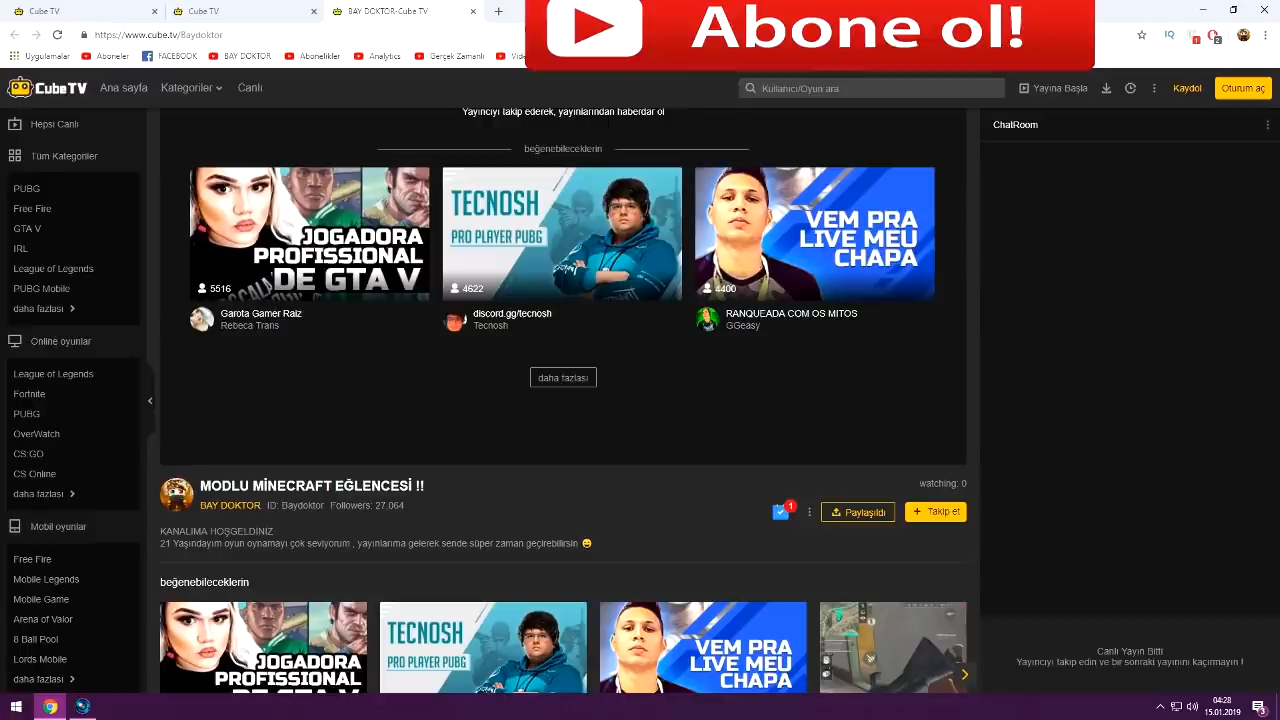 Cube TV
Cube TV
BAY DOKTOR-Cube TV
https://www.cube.tv/Baydoktor
Abone ol!
Uygulamalar
Aboneler
FACEBOOK
BAY DOKTOR
Abonelikler
Analytics
Gerçek Zamanlı
CubeTV
Ana sayfa
Kategoriler
Canlı
Kullanıcı/Oyun ara
Yayına Başla
Kaydol
Oturum aç
Hepsi Canlı
Tüm Kategoriler
PUBG
Free Fire
GTA V
IRL
League of Legends
PUBG Mobile
daha fazlası
Online oyunlar
League of Legends
Fortnite
PUBG
OverWatch
CS:GO
CS Online
daha fazlası
Mobil oyunlar
Free Fire
Mobile Legends
Mobile Game
Arena of Valor
8 Ball Pool
Lords Mobile
daha fazlası
Yayıncıyı takip ederek, yayınlarından haberdar ol
beğenebileceklerin
JOGADORA
PROFISSIONAL
DE GTA V
5516
Garota Gamer Raiz
Rebeca Trans
TECNOSH
PRO PLAYER PUBG
4622
discord.gg/tecnosh
Tecnosh
VEM PRA
LIVE MEU
CHAPA
4400
RANQUEADA COM OS MITOS
GGeasy
daha fazlası
MODLU MİNECRAFT EĞLENCESİ !!
watching: 0
BAY DOKTOR ID: Baydoktor Followers: 27,064
1
Paylaşıldı
+ Takip et
KANALIMA HOŞGELDİNİZ
21 Yaşındayım oyun oynamayı çok seviyorum , yayınlarıma gelerek sende süper zaman geçirebilirsin 😄
beğenebileceklerin
JOGADORA
PROFISSIONAL
DE GTA V
TECNOSH
PRO PLAYER PUBG
VEM PRA
LIVE MEU
CHAPA
ChatRoom
Canlı Yayın Bitti
Yayıncıyı takip edin ve bir sonraki yayınını kaçırmayın !
04:28
15.01.2019